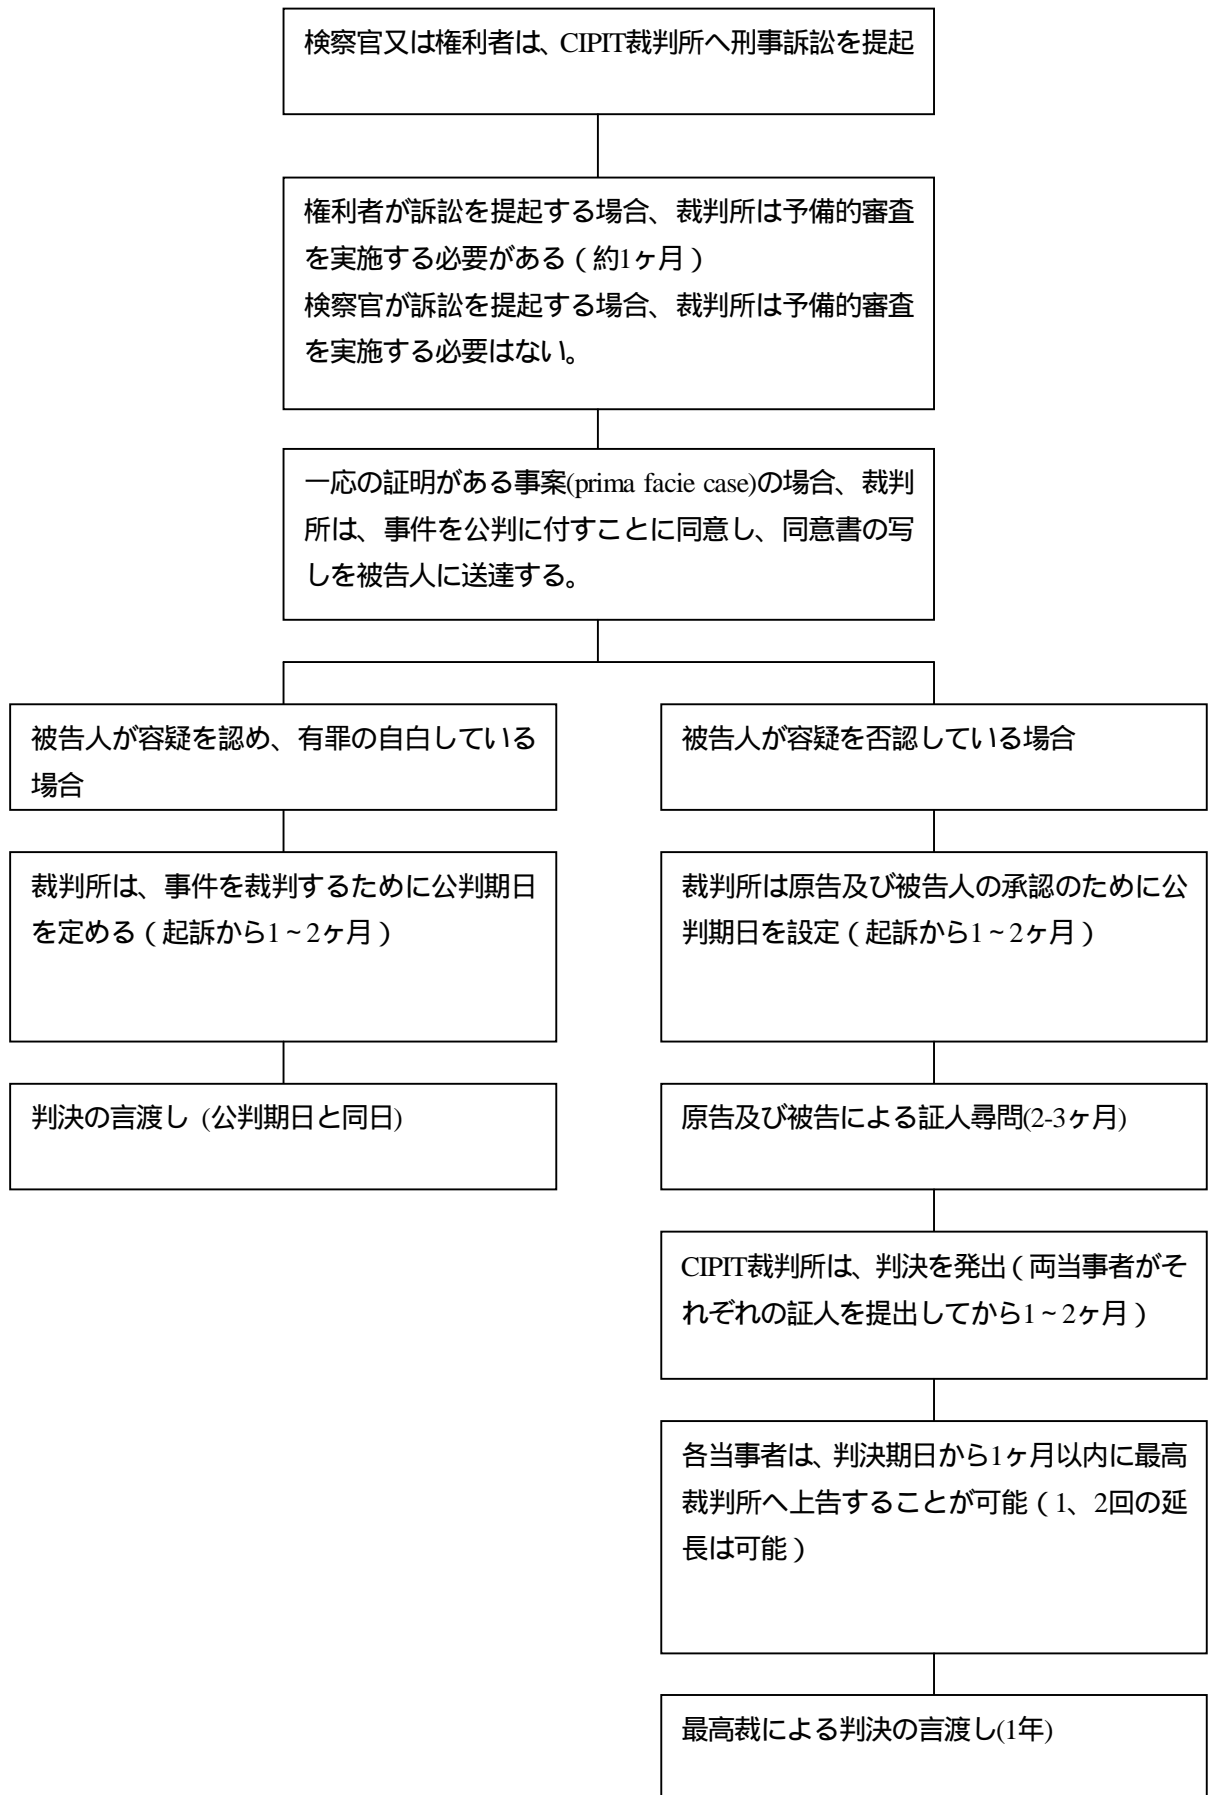 検察官又は権利者は、CIPIT裁判所へ刑事訴訟を提起
権利者が訴訟を提起する場合、裁判所は予備的審査
を実施する必要がある（約1ヶ月）
検察官が訴訟を提起する場合、裁判所は予備的審査
を実施する必要はない。
一応の証明がある事案(prima facie case)の場合、裁判
所は、事件を公判に付すことに同意し、同意書の写
しを被告人に送達する。
被告人が容疑を認め、有罪の自白している
場合
裁判所は、事件を裁判するために公判期日
を定める（起訴から1~2ヶ月）
判決の言渡し (公判期日と同日)
被告人が容疑を否認している場合
裁判所は原告及び被告人の承認のために公
判期日を設定（起訴から1~2ヶ月）
原告及び被告による証人尋問(2-3ヶ月)
CIPIT裁判所は、判決を発出（両当事者がそ
れぞれの証人を提出してから1~2ヶ月）
各当事者は、判決期日から1ヶ月以内に最高
裁判所へ上告することが可能（1、2回の延
長は可能）
最高裁による判決の言渡し(1年)